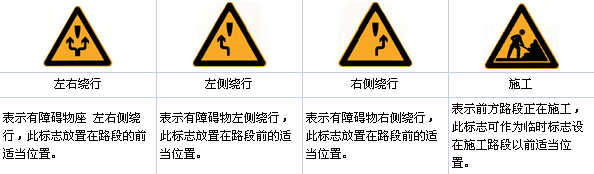 左右绕行
左侧绕行
右侧绕行
施工
表示有障碍物座 左右侧绕
行，此标志放置在路段的前
适当位置。
表示有障碍物左侧绕行，
此标志放置在路段前的适
当位置。
表示有障碍物右侧绕行，
此标志放置在路段前的适
当位置。
表示前方路段正在施工，
此标志可作为临时标志设
在施工路段以前适当位
置。